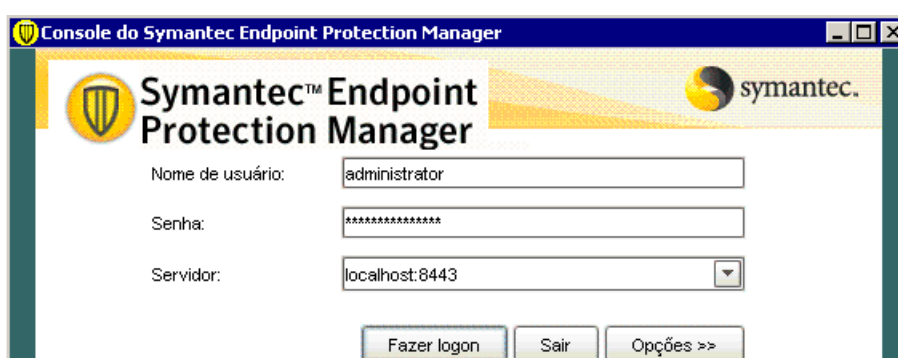 Console do Symantec Endpoint Protection Manager
Symantec™ Endpoint
Protection Manager
symantec.
Nome de usuário:
administrator
Senha:
***************
Servidor:
localhost:8443
Fazer logon
Sair
Opções >>